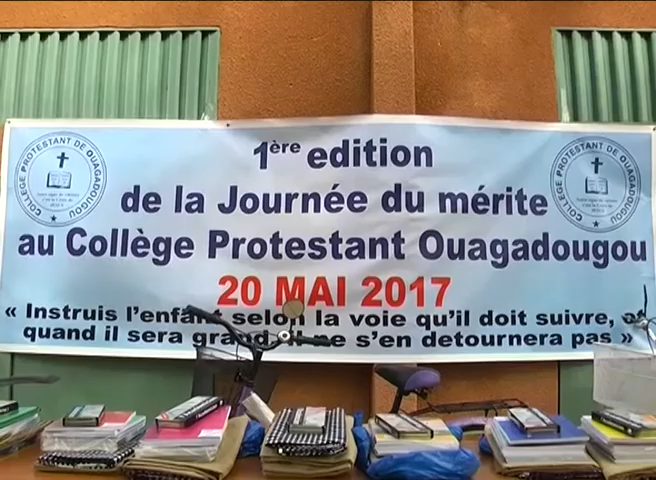 1ère edition
de la Journée du mérite
au Collège Protestant Ouagadougou
20 MAI 2017
« Instruis l'enfant selon la voie qu'il doit suivre, et
quand il sera grand, il ne s'en detournera pas »
COLLEGE PROTESTANT DE OUAGADOUGOU
COLLEGE PROTESTANT DE OUAGADOUGOU